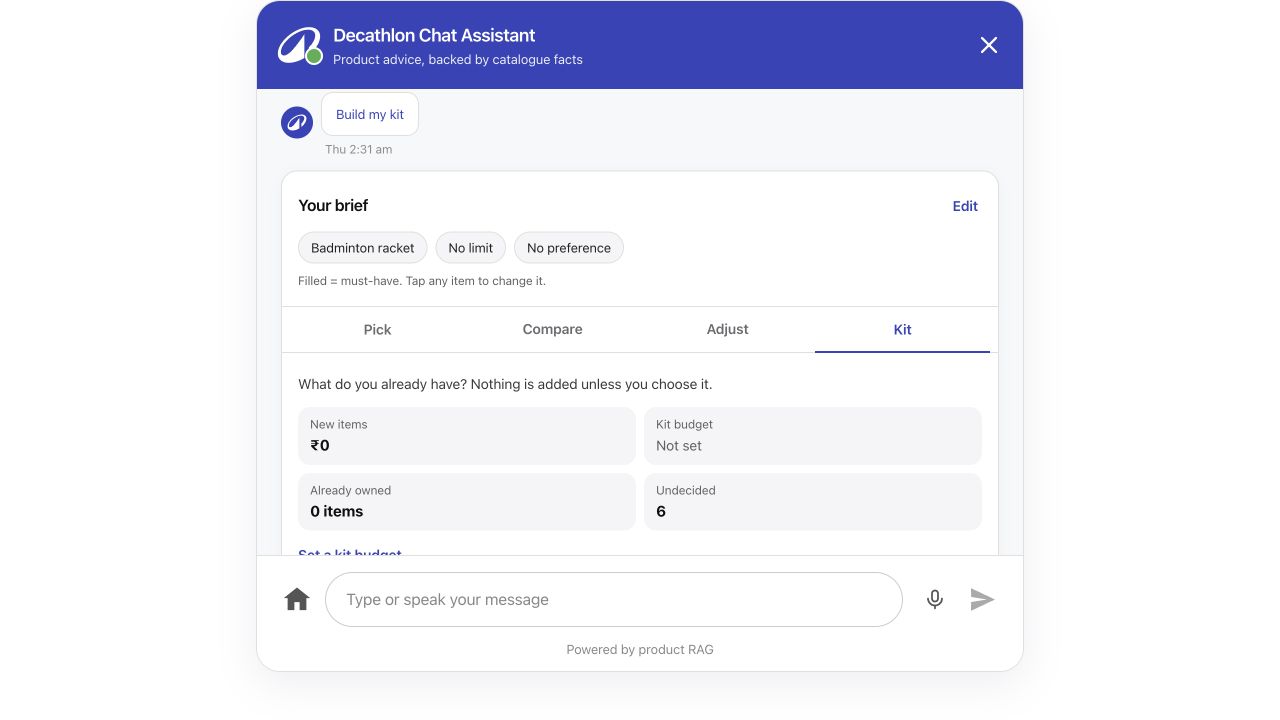 Decathlon Chat Assistant
Product advice, backed by catalogue facts
Build my kit
Thu 2:31 am
Your brief
Edit
Badminton racket
No limit
No preference
Filled = must-have. Tap any item to change it.
Pick
Compare
Adjust
Kit
What do you already have? Nothing is added unless you choose it.
New items
₹0
Kit budget
Not set
Already owned
0 items
Undecided
6
Set a kit budget
Type or speak your message
Powered by product RAG